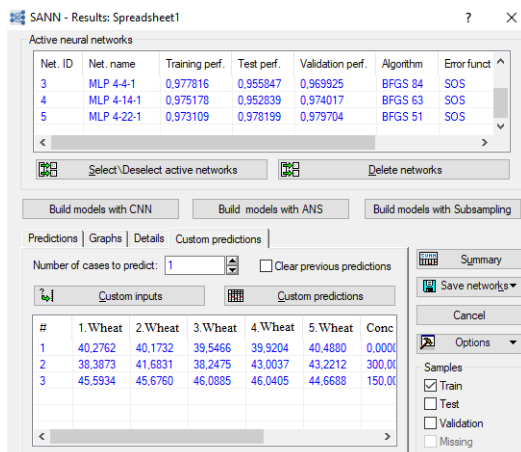 SANN - Results: Spreadsheet1 ? ×
Active neural networks
Net. ID Net. name Training perf. Test perf. Validation perf. Algorithm Error funct
3 MLP 4-4-1 0,977816 0,955847 0,969925 BFGS 84 SOS
4 MLP 4-14-1 0,975178 0,952839 0,974017 BFGS 63 SOS
5 MLP 4-22-1 0,973109 0,978199 0,979704 BFGS 51 SOS
Select\Deselect active networks Delete networks
Build models with CNN Build models with ANS Build models with Subsampling
Predictions Graphs Details Custom predictions
Number of cases to predict: 1 Clear previous predictions
Custom inputs Custom predictions
# 1.Wheat 2.Wheat 3.Wheat 4.Wheat 5.Wheat Conc
1 40,2762 40,1732 39,5466 39,9204 40,4880 0,0000
2 38,3873 41,6831 38,2475 43,0037 43,2212 300,00
3 45,5934 45,6760 46,0885 46,0405 44,6688 150,00
Summary
Save networks
Cancel
Options
Samples
Train
Test
Validation
Missing